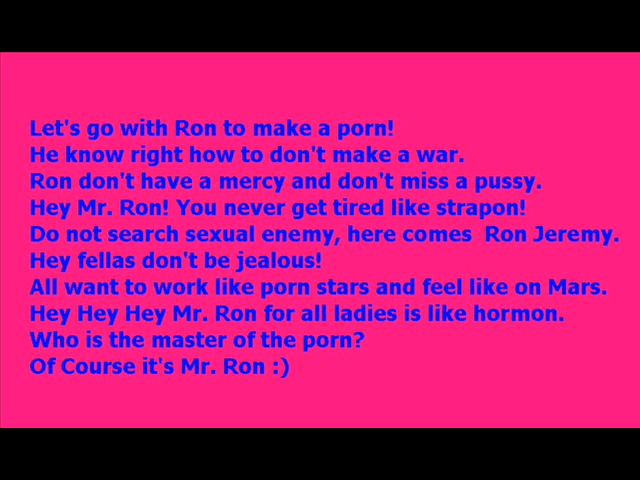 Let's go with Ron to make a porn!
He know right how to don't make a war.
Ron don't have a mercy and don't miss a pussy.
Hey Mr. Ron! You never get tired like strapon!
Do not search sexual enemy, here comes  Ron Jeremy.
Hey fellas don't be jealous!
All want to work like porn stars and feel like on Mars.
Hey Hey Hey Mr. Ron for all ladies is like hormon.
Who is the master of the porn?
Of Course it's Mr. Ron :)